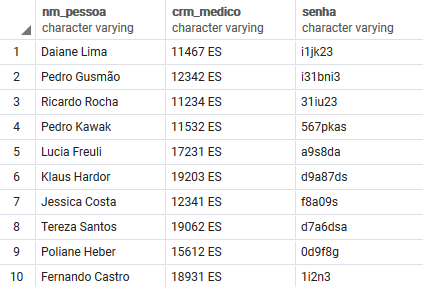 nm_pessoa crm_medico senha
character varying character varying character varying
1 Daiane Lima 11467 ES i1jk23
2 Pedro Gusmão 12342 ES i31bni3
3 Ricardo Rocha 11234 ES 31iu23
4 Pedro Kawak 11532 ES 567pkas
5 Lucia Freuli 17231 ES a9s8da
6 Klaus Hardor 19203 ES d9a87ds
7 Jessica Costa 12341 ES f8a09s
8 Tereza Santos 19062 ES d7a6dsa
9 Poliane Heber 15612 ES 0d9f8g
10 Fernando Castro 18931 ES 1i2n3